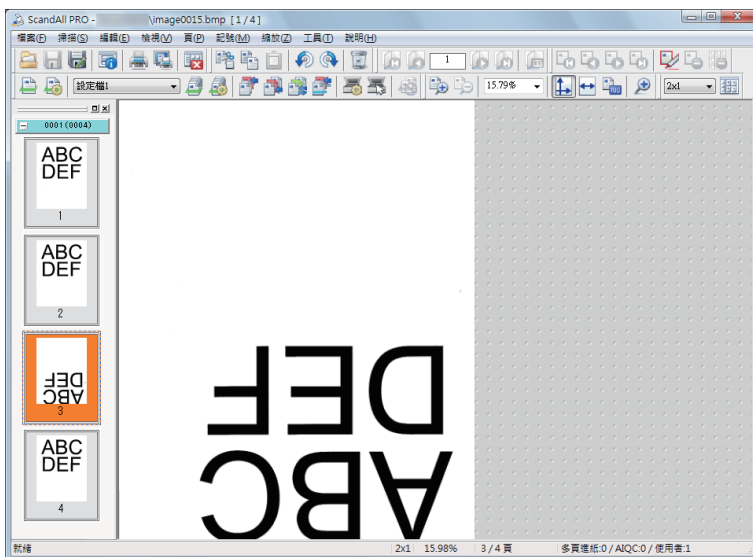 ScandAll PRO - \image0015.bmp [ 1 / 4 ]
檔案(F) 掃描(S) 編輯(E) 檢視(V) 頁(P) 記號(M) 縮放(Z) 工具(T) 說明(H)
1
設定檔1 15.79% 100 2x1
0001(0004)
ABC
DEF
1
ABC
DEF
2
ABC
DEF
3
ABC
DEF
4
ABC
DEF
就緒 2x1 15.98% 3 / 4 頁 多頁進紙:0 / AIQC:0 / 使用者:1